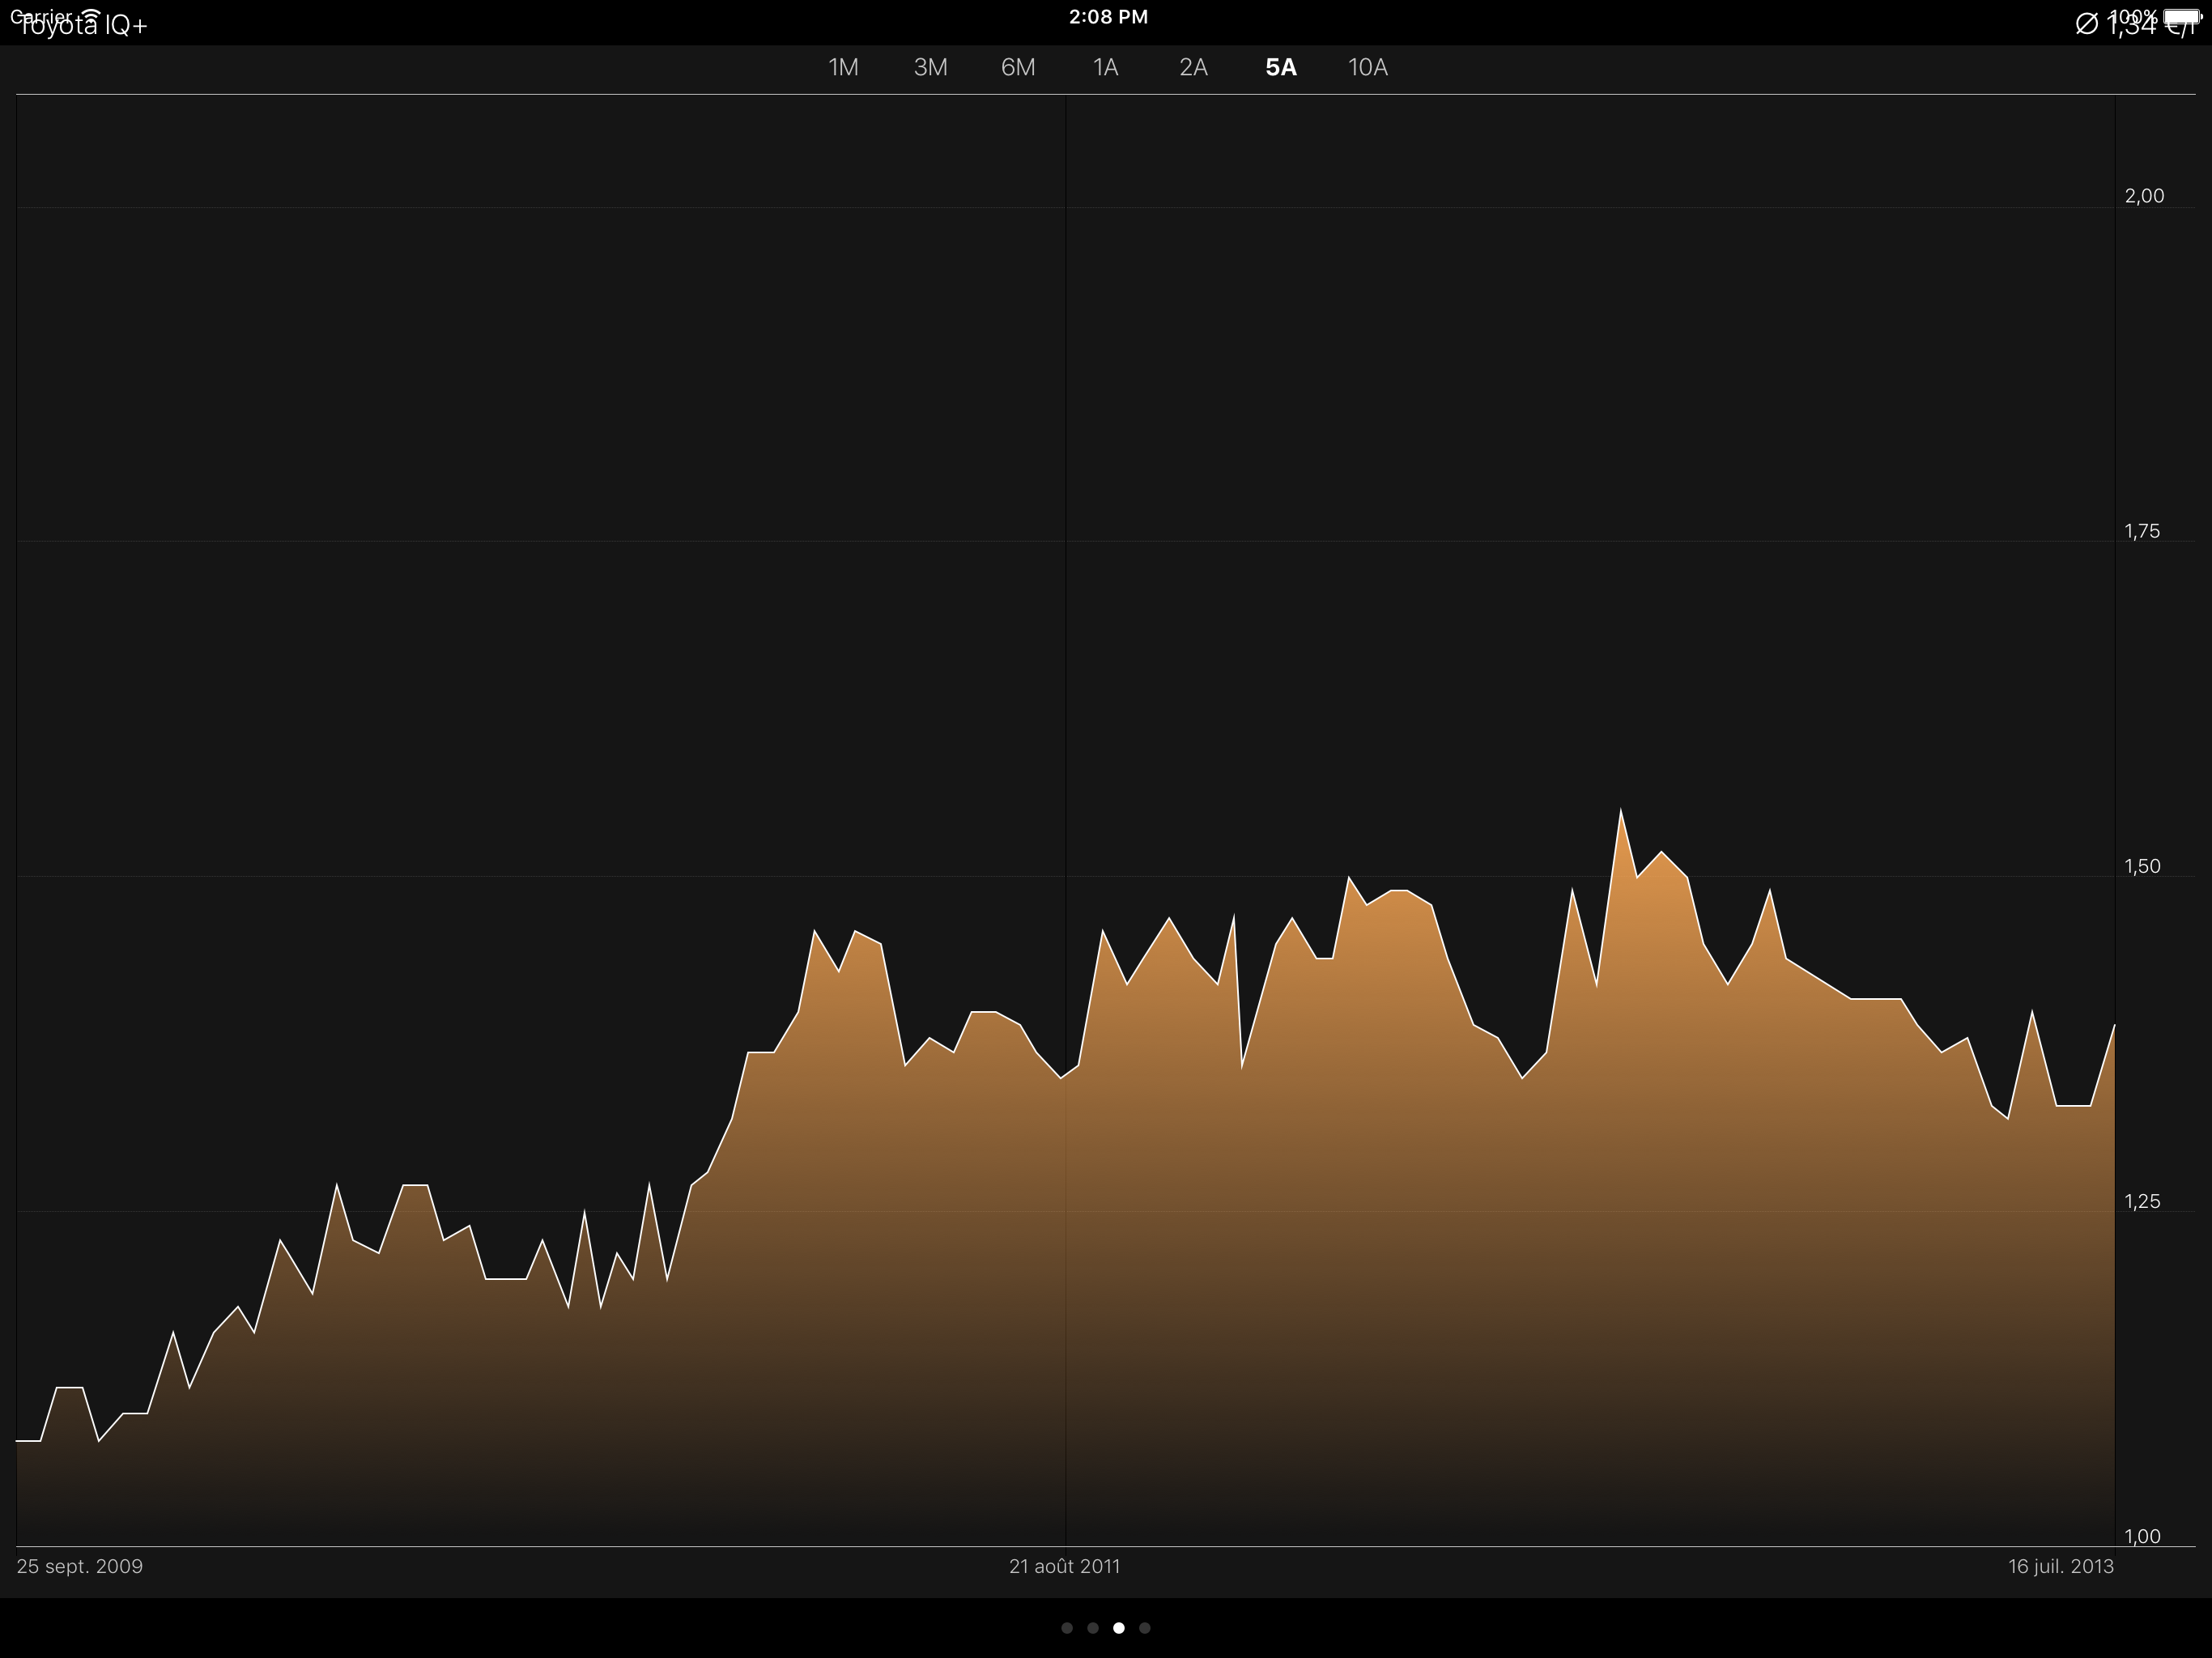 Carrier 2:08 PM 100%
Toyota IQ+ Ø 1,34 €/l
1M 3M 6M 1A 2A 5A 10A
2,00
1,75
1,50
1,25
1,00
25 sept. 2009 21 août 2011 16 juil. 2013